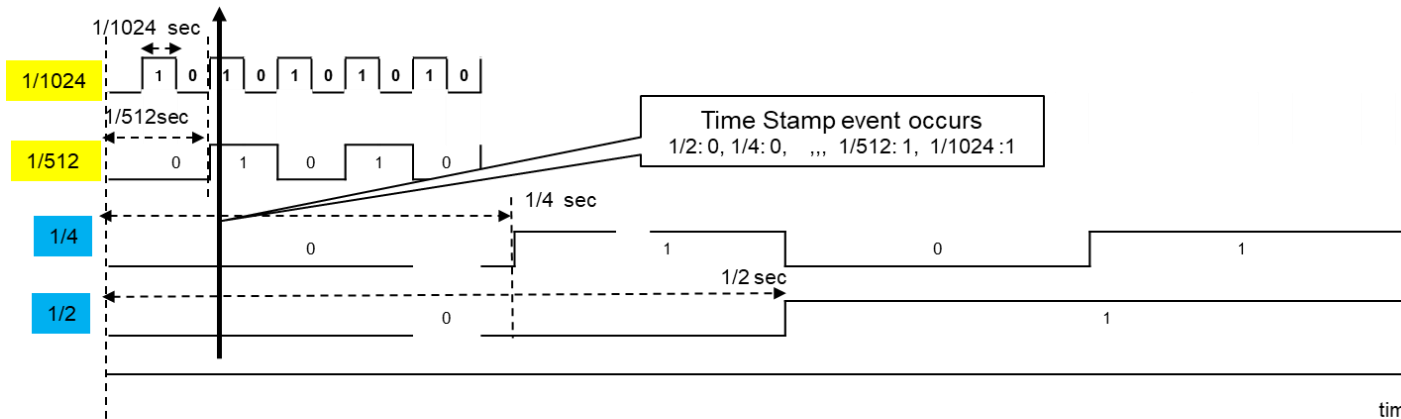 1/1024 sec
1/1024
1 0 1 0 1 0 1 0 1 0
1/512sec
1/512
0 1 0 1 0
Time Stamp event occurs
1/2: 0, 1/4: 0, ,,, 1/512: 1, 1/1024 :1
1/4 sec
1/4
0 1 0 1
1/2 sec
1/2
0 1
tim